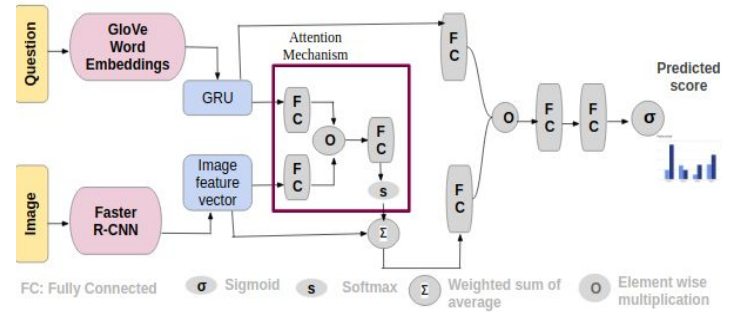 Question
GloVe
Word
Embeddings
GRU
Attention
Mechanism
F
C
F
C
O
F
C
s
Σ
F
C
F
C
O
F
C
F
C
σ
Predicted
score
Image
Faster
R-CNN
Image
feature
vector
FC: Fully Connected
σ Sigmoid
s Softmax
Σ Weighted sum of
average
O Element wise
multiplication